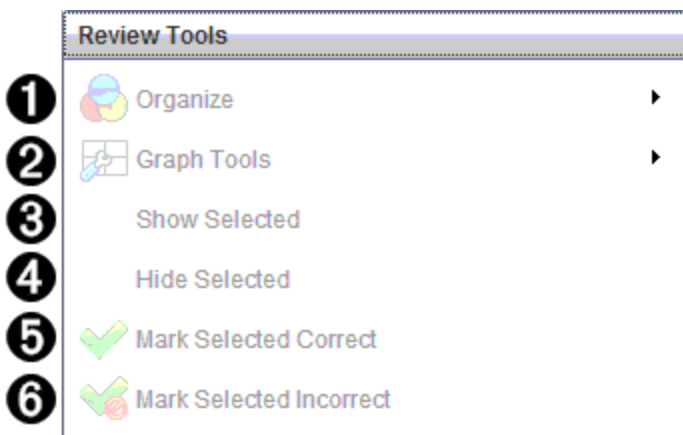 Review Tools
1 Organize
2 Graph Tools
3 Show Selected
4 Hide Selected
5 Mark Selected Correct
6 Mark Selected Incorrect